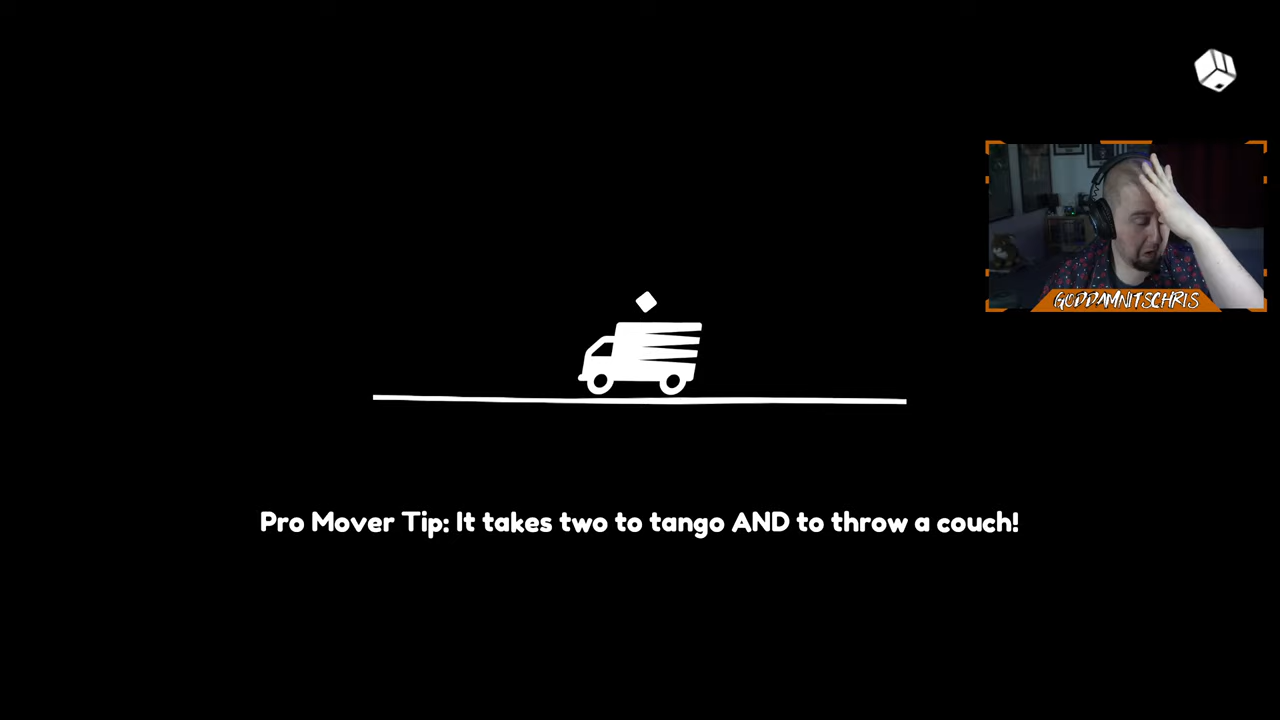 GODDAMNITSCHRIS
Pro Mover Tip: It takes two to tango AND to throw a couch!